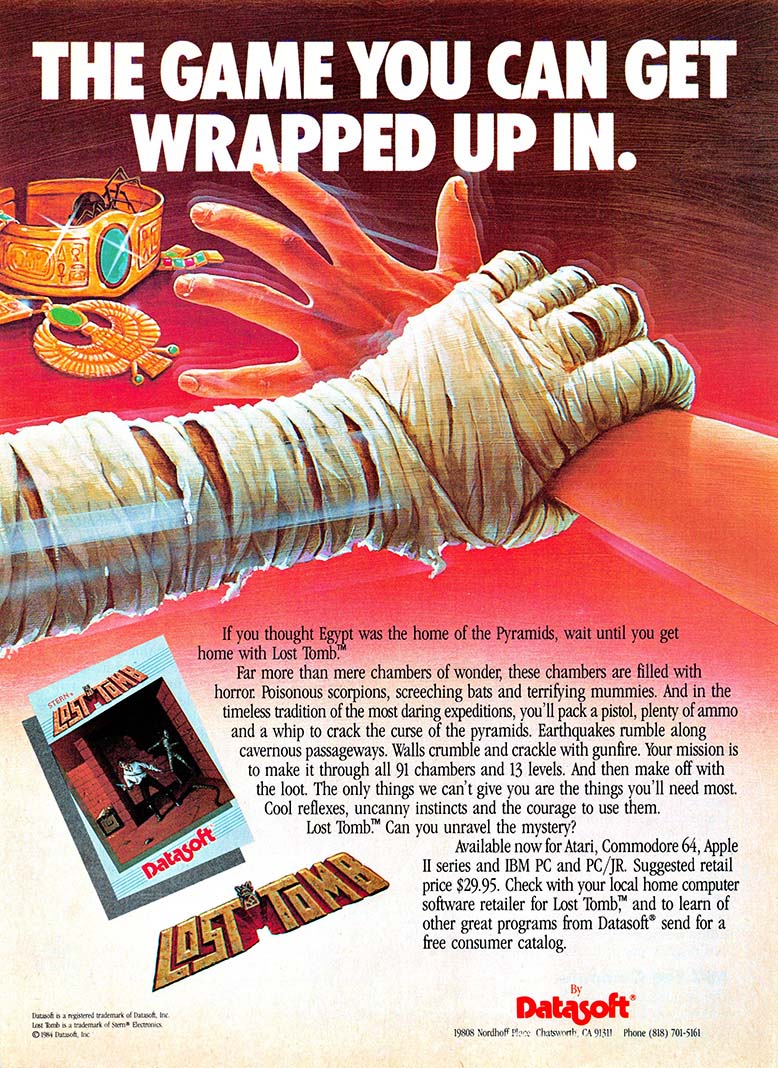 THE GAME YOU CAN GET
WRAPPED UP IN.
If you thought Egypt was the home of the Pyramids, wait until you get
home with Lost Tomb.™
Far more than mere chambers of wonder, these chambers are filled with
horror. Poisonous scorpions, screeching bats and terrifying mummies. And in the
timeless tradition of the most daring expeditions, you'll pack a pistol, plenty of ammo
and a whip to crack the curse of the pyramids. Earthquakes rumble along
cavernous passageways. Walls crumble and crackle with gunfire. Your mission is
to make it through all 91 chambers and 13 levels. And then make off with
the loot. The only things we can't give you are the things you'll need most.
Cool reflexes, uncanny instincts and the courage to use them.
Lost Tomb.™ Can you unravel the mystery?
Available now for Atari, Commodore 64, Apple
II series and IBM PC and PC/JR. Suggested retail
price $29.95. Check with your local home computer
software retailer for Lost Tomb,™ and to learn of
other great programs from Datasoft® send for a
free consumer catalog.
STERN's
LOST TOMB
Datasoft
LOST TOMB
By
Datasoft®
19808 Nordhoff Place, Chatsworth, CA 91311 Phone (818) 701-5161
Datasoft is a registered trademark of Datasoft, Inc.
Lost Tomb is a trademark of Stern® Electronics.
© 1984 Datasoft, Inc.